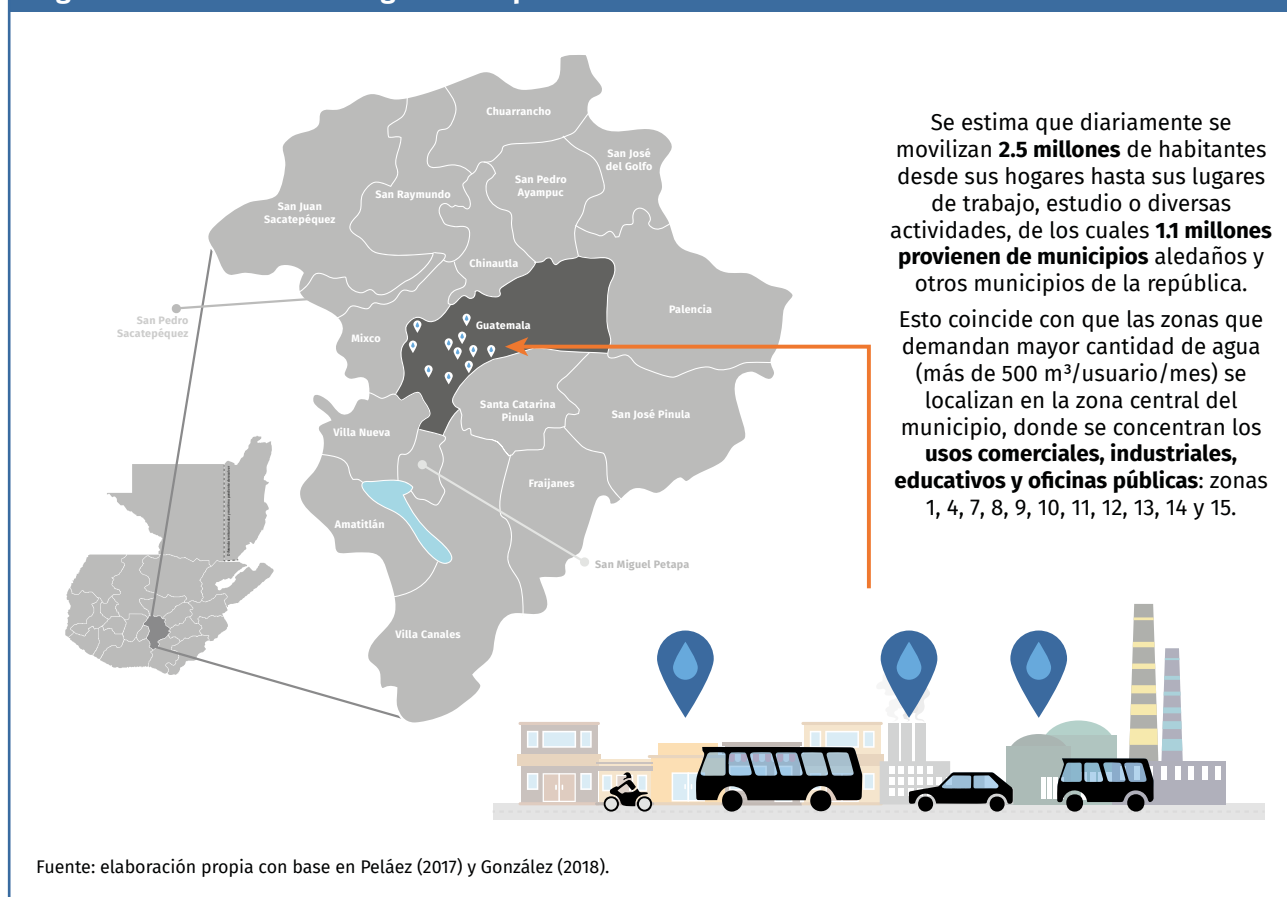 Chuarrancho
San José
del Golfo
San Pedro
Ayampuc
San Raymundo
San Juan
Sacatepéquez
Chinautla
Palencia
San Pedro
Sacatepéquez
Mixco
Guatemala
Santa Catarina
Pinula
San José Pinula
Villa Nueva
Fraijanes
Amatitlán
San Miguel Petapa
Villa Canales
Se estima que diariamente se
movilizan 2.5 millones de habitantes
desde sus hogares hasta sus lugares
de trabajo, estudio o diversas
actividades, de los cuales 1.1 millones
provienen de municipios aledaños y
otros municipios de la república.
Esto coincide con que las zonas que
demandan mayor cantidad de agua
(más de 500 m³/usuario/mes) se
localizan en la zona central del
municipio, donde se concentran los
usos comerciales, industriales,
educativos y oficinas públicas: zonas
1, 4, 7, 8, 9, 10, 11, 12, 13, 14 y 15.
Fuente: elaboración propia con base en Peláez (2017) y González (2018).